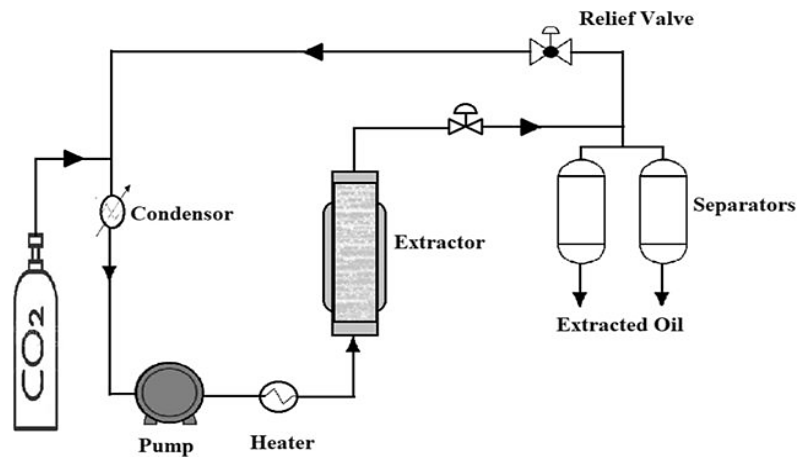 Relief Valve
Condensor
Extractor
Separators
CO2
Extracted Oil
Pump
Heater